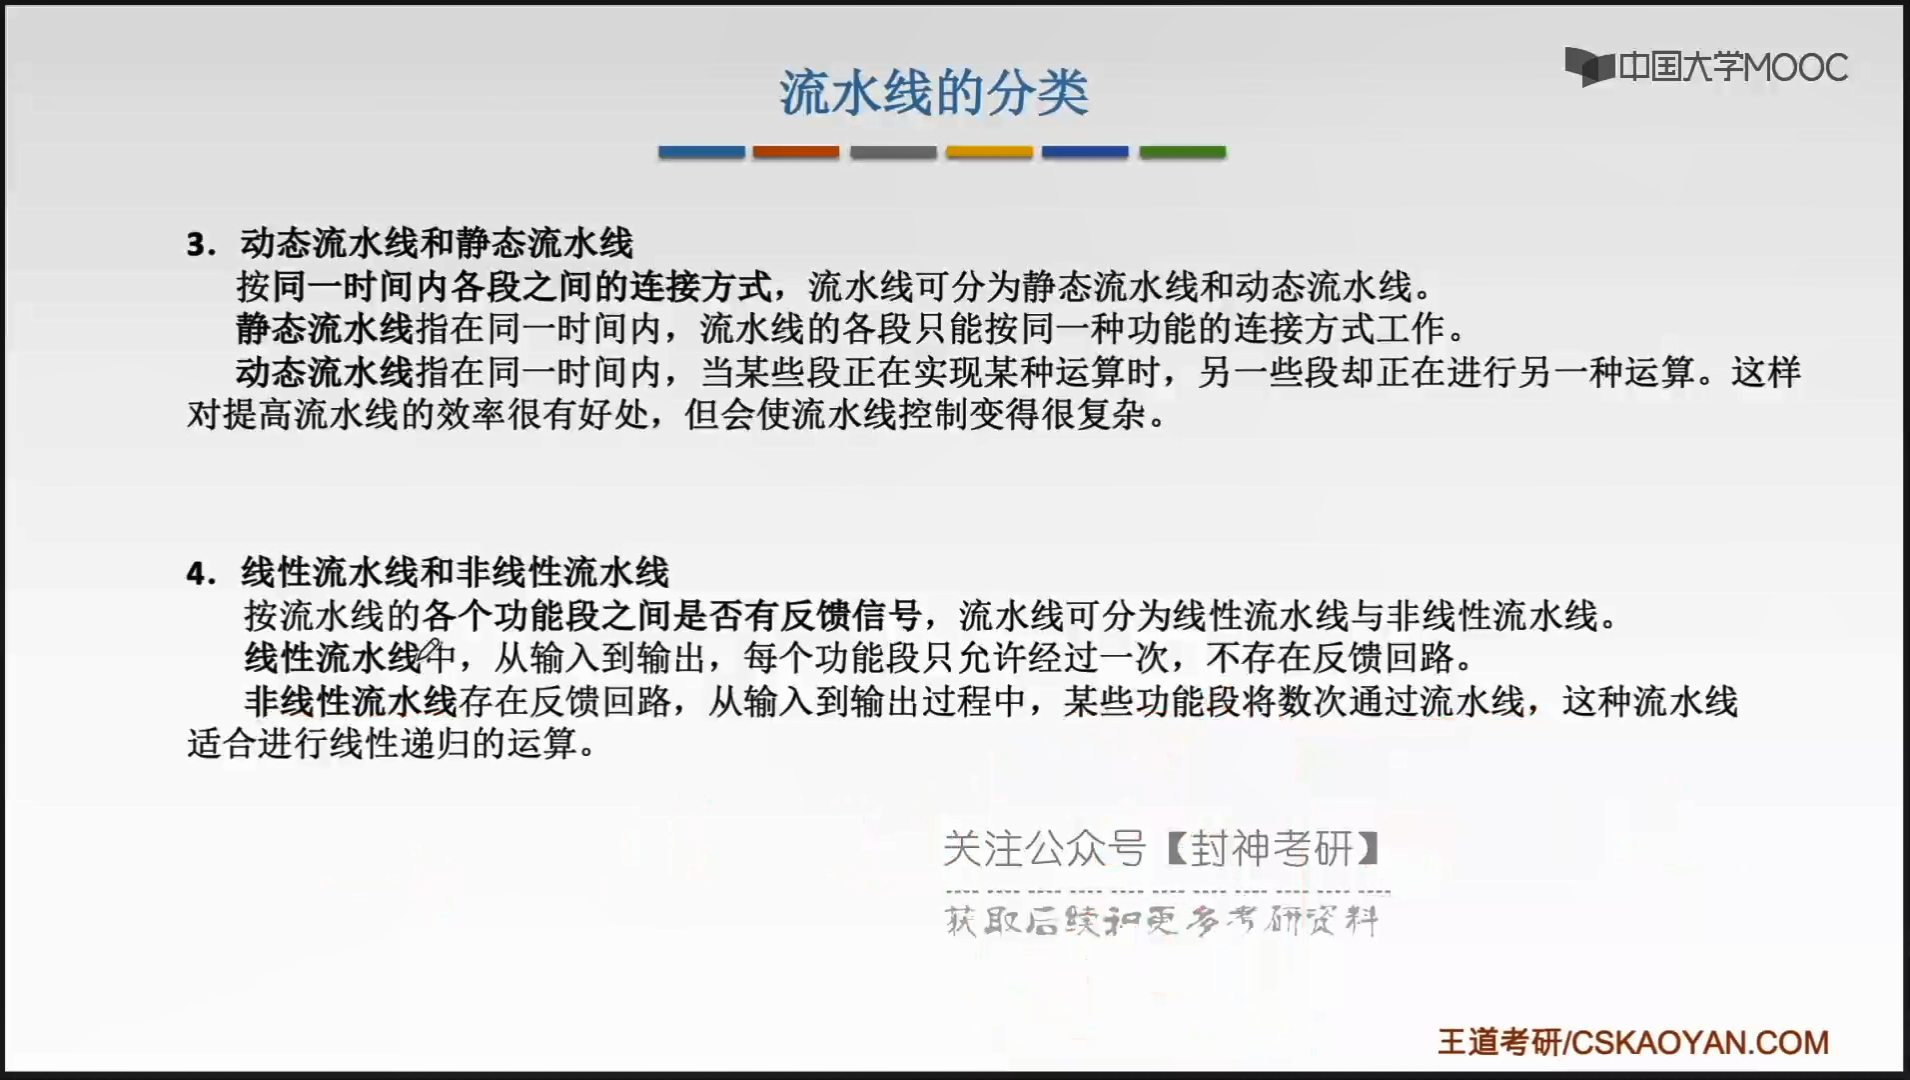 中国大学MOOC
流水线的分类
3. 动态流水线和静态流水线
按同一时间内各段之间的连接方式，流水线可分为静态流水线和动态流水线。
静态流水线指在同一时间内，流水线的各段只能按同一种功能的连接方式工作。
动态流水线指在同一时间内，当某些段正在实现某种运算时，另一些段却正在进行另一种运算。这样
对提高流水线的效率很有好处，但会使流水线控制变得很复杂。
4. 线性流水线和非线性流水线
按流水线的各个功能段之间是否有反馈信号，流水线可分为线性流水线与非线性流水线。
线性流水线中，从输入到输出，每个功能段只允许经过一次，不存在反馈回路。
非线性流水线存在反馈回路，从输入到输出过程中，某些功能段将数次通过流水线，这种流水线
适合进行线性递归的运算。
关注公众号【封神考研】
获取后续和更多考研资料
王道考研/CSKAOYAN.COM